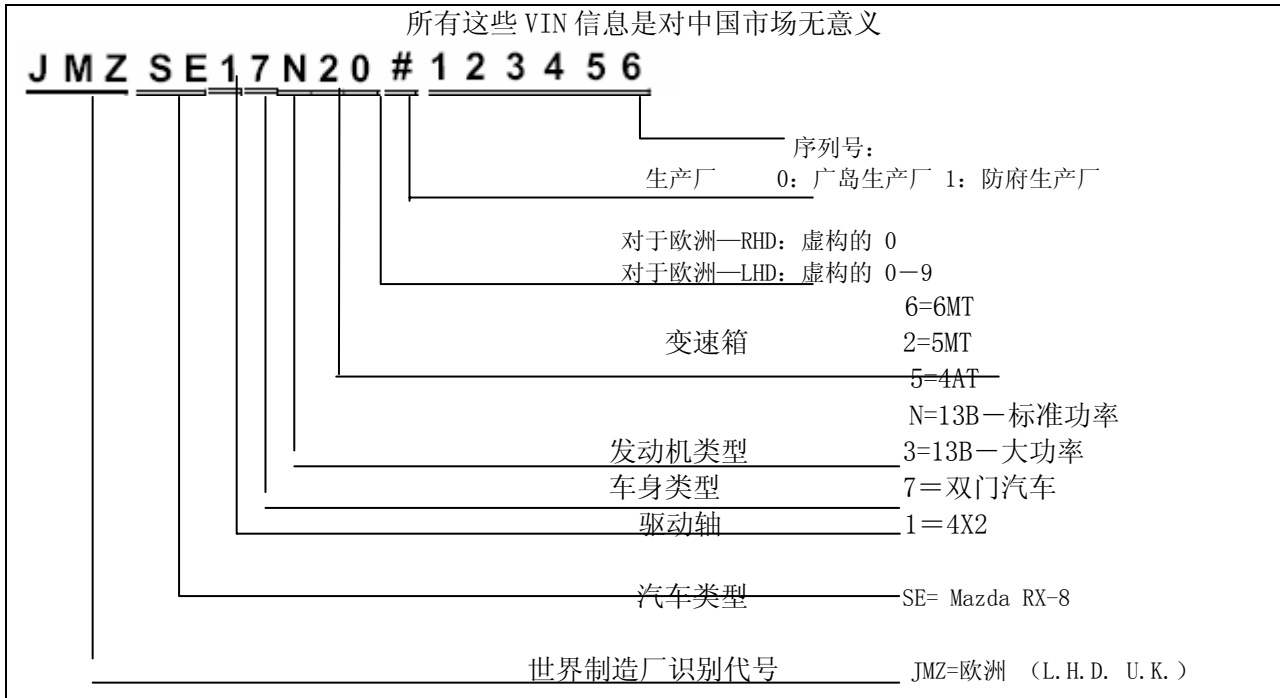 所有这些 VIN 信息是对中国市场无意义
J M Z S E 1 7 N 2 0 # 1 2 3 4 5 6
序列号:
生产厂 0: 广岛生产厂 1: 防府生产厂
对于欧洲—RHD: 虚构的 0
对于欧洲—LHD: 虚构的 0－9
6=6MT
变速箱 2=5MT
5=4AT
N=13B－标准功率
发动机类型 3=13B－大功率
车身类型 7＝双门汽车
驱动轴 1＝4X2
汽车类型 SE= Mazda RX-8
世界制造厂识别代号 JMZ=欧洲 （L.H.D. U.K.）